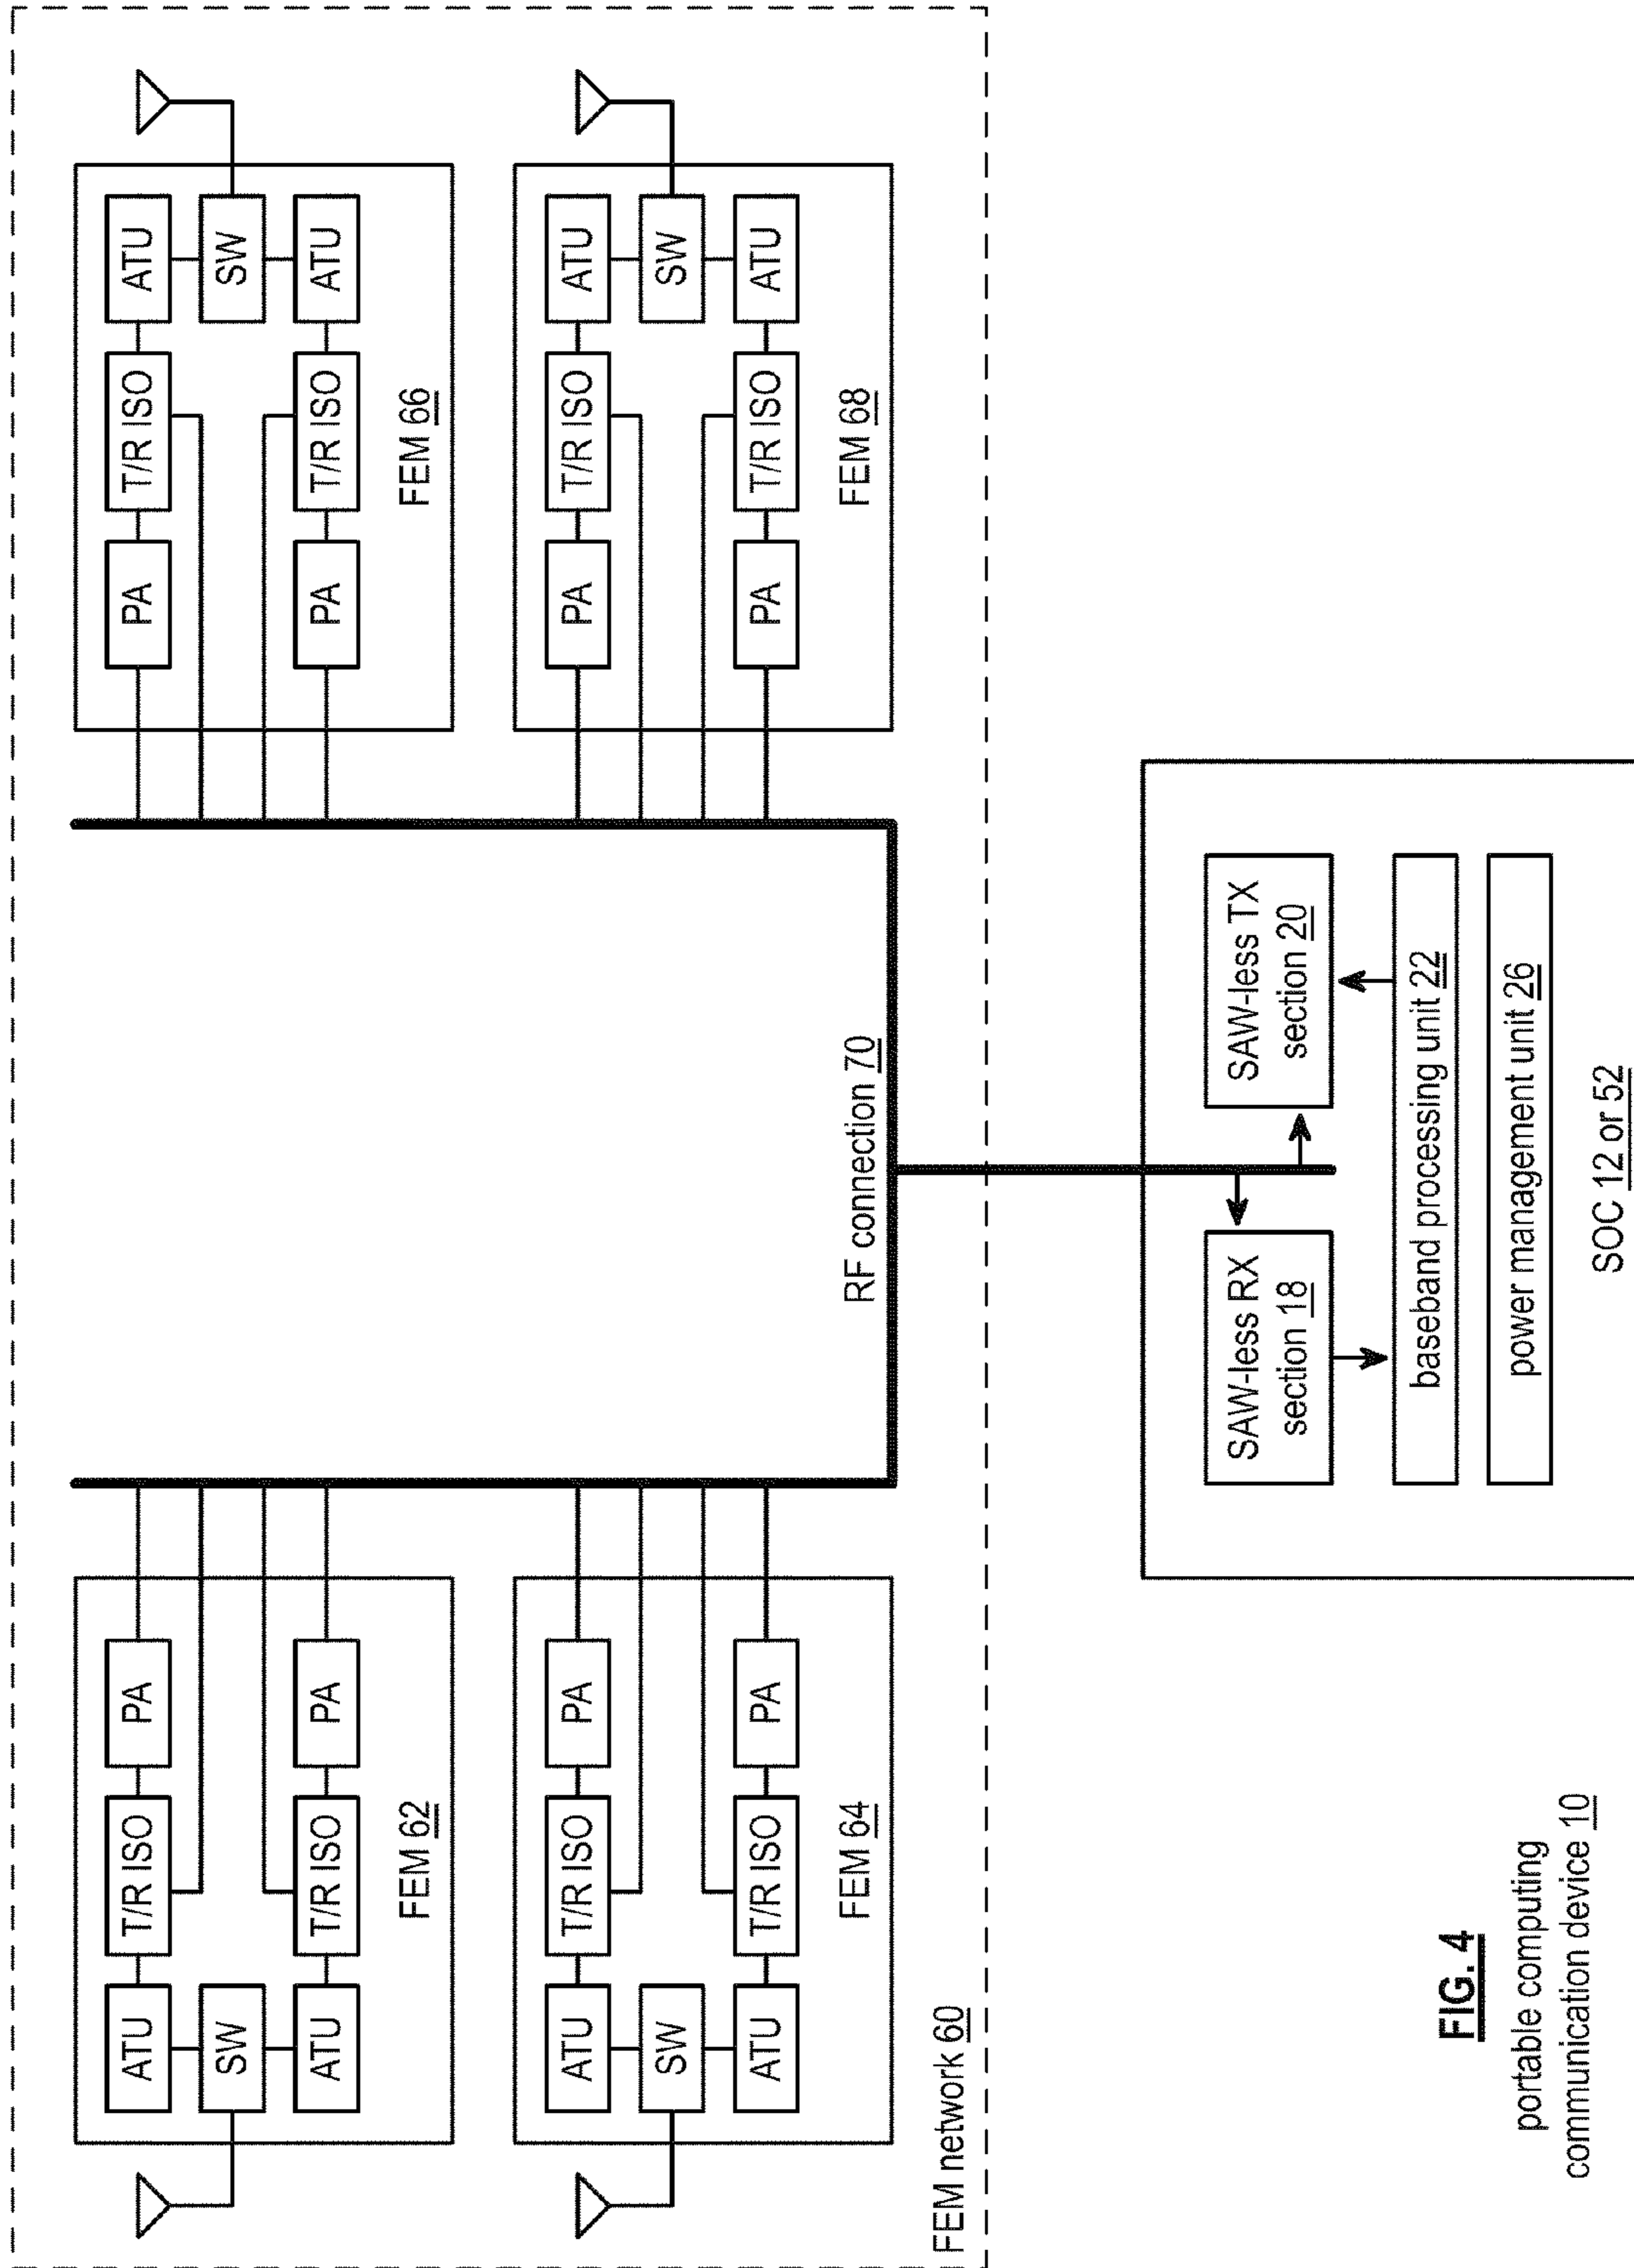 ATU
T/R ISO
PA
SW
ATU
T/R ISO
PA
FEM 62
PA
T/R ISO
ATU
SW
PA
T/R ISO
ATU
FEM 66
ATU
T/R ISO
PA
SW
ATU
T/R ISO
PA
FEM 64
PA
T/R ISO
ATU
SW
PA
T/R ISO
ATU
FEM 68
RF connection 70
FEM network 60
SAW-less RX
section 18
SAW-less TX
section 20
baseband processing unit 22
power management unit 26
SOC 12 or 52
FIG. 4
portable computing
communication device 10